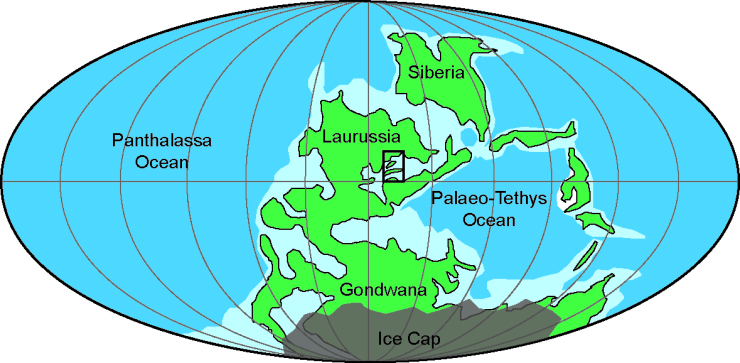 Siberia
Laurussia
Panthalassa
Ocean
Palaeo-Tethys
Ocean
Gondwana
Ice Cap